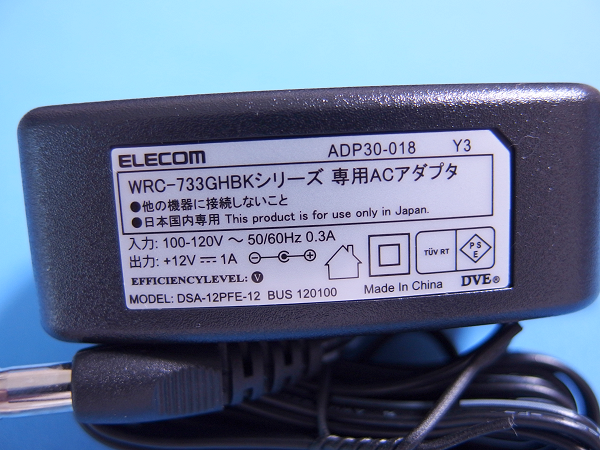 ELECOM ADP30-018 Y3
WRC-733GHBKシリーズ 専用ACアダプタ
●他の機器に接続しないこと
●日本国内専用 This product is for use only in Japan.
入力: 100-120V ～ 50/60Hz 0.3A
出力: +12V ⎓ 1A
EFFICIENCYLEVEL: Ⓥ
MODEL: DSA-12PFE-12 BUS 120100
Made In China
TÜV RT
PSE
DVE®